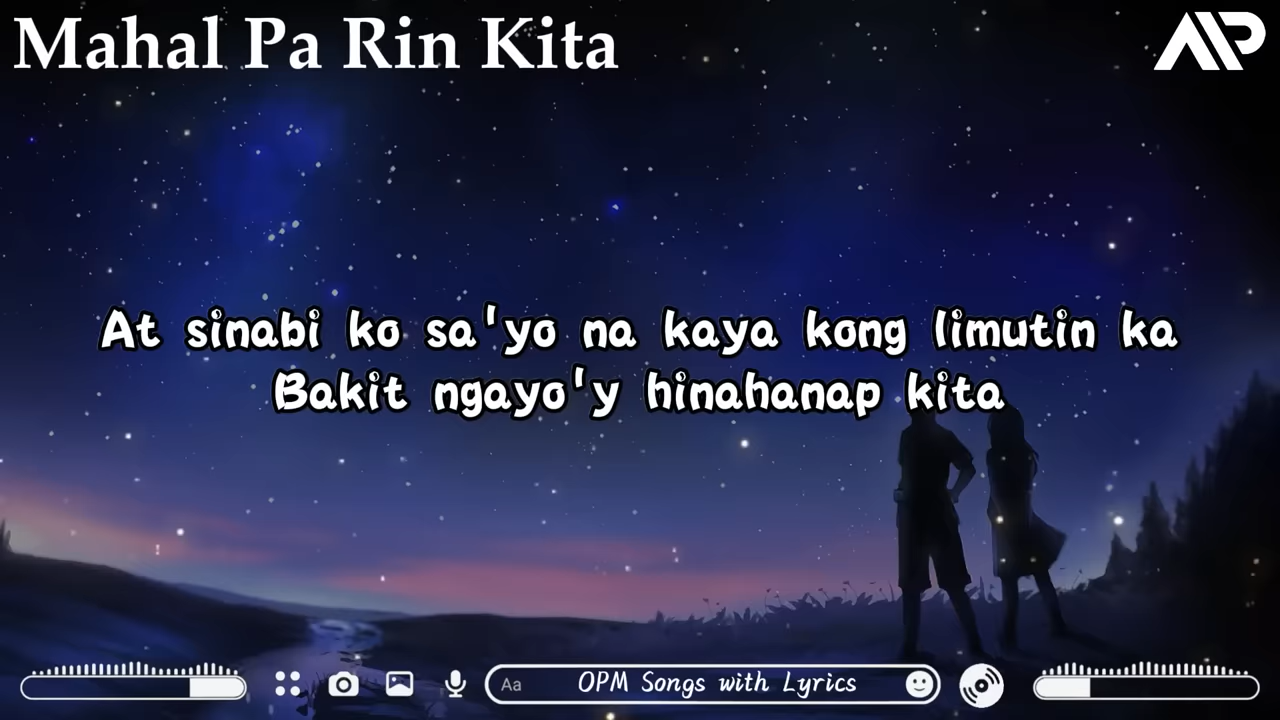 Mahal Pa Rin Kita
AP
At sinabi ko sa'yo na kaya kong limutin ka
Bakit ngayo'y hinahanap kita
Aa OPM Songs with Lyrics